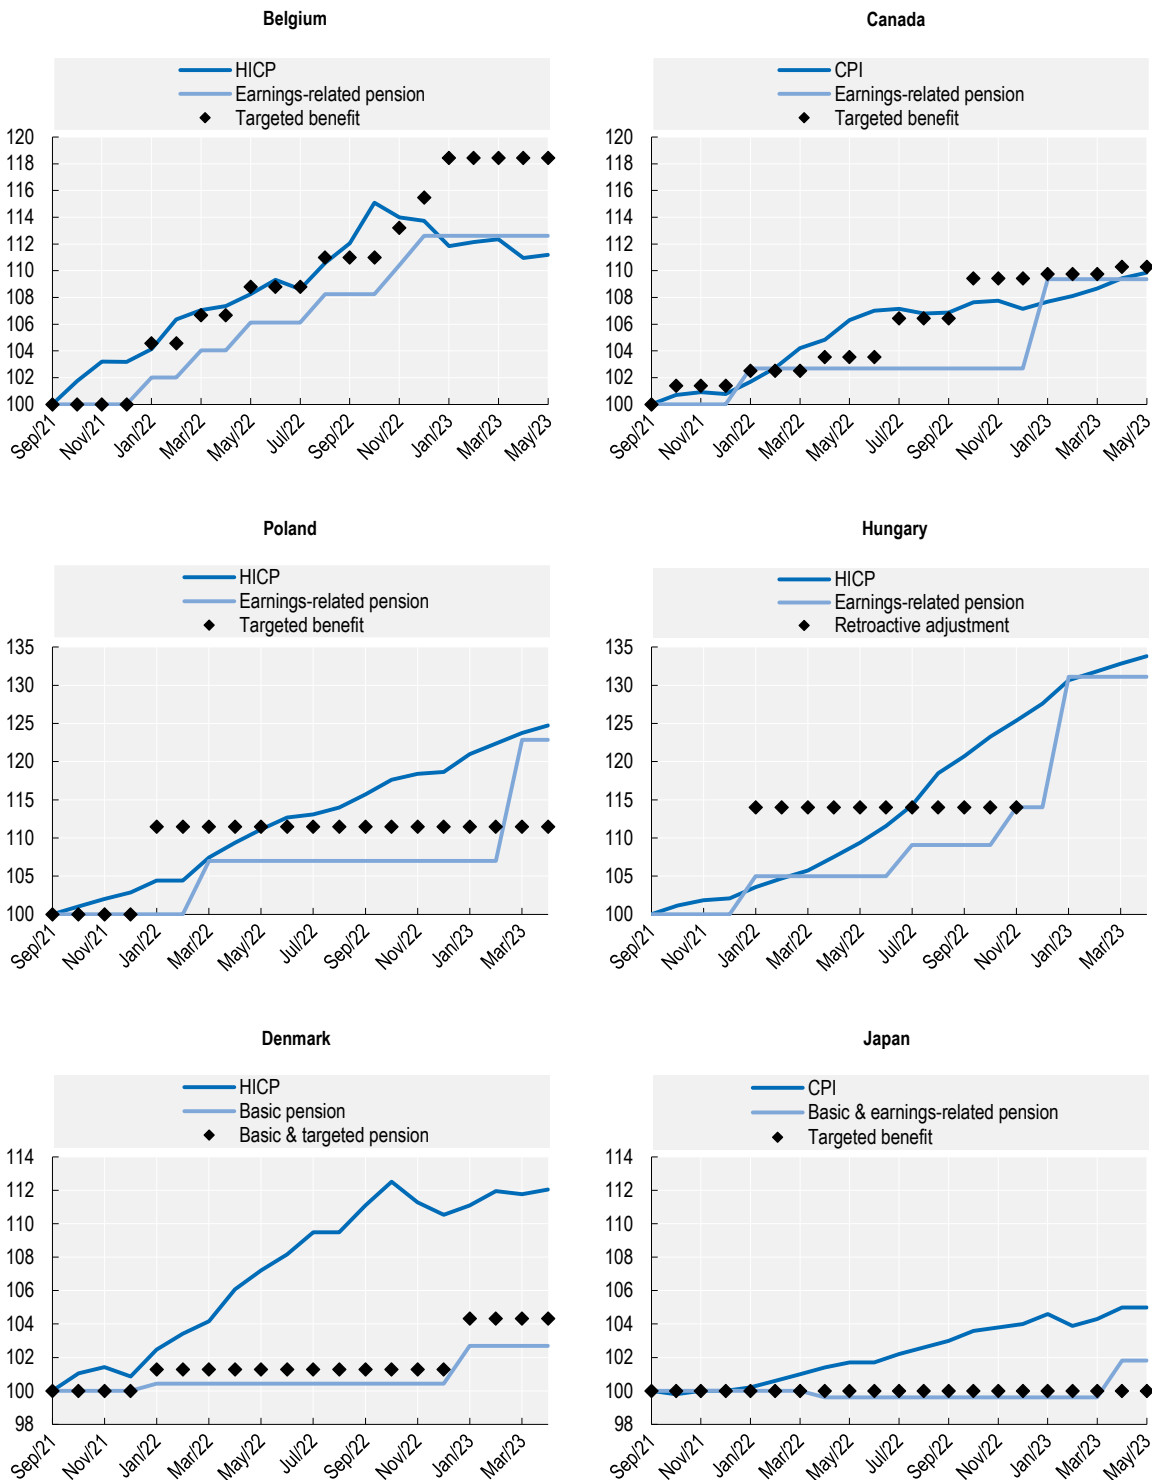 Belgium
HICP
Earnings-related pension
Targeted benefit
120
118
116
114
112
110
108
106
104
102
100
Sep/21 Nov/21 Jan/22 Mar/22 May/22 Jul/22 Sep/22 Nov/22 Jan/23 Mar/23 May/23
Canada
CPI
Earnings-related pension
Targeted benefit
120
118
116
114
112
110
108
106
104
102
100
Sep/21 Nov/21 Jan/22 Mar/22 May/22 Jul/22 Sep/22 Nov/22 Jan/23 Mar/23 May/23
Poland
HICP
Earnings-related pension
Targeted benefit
135
130
125
120
115
110
105
100
Sep/21 Nov/21 Jan/22 Mar/22 May/22 Jul/22 Sep/22 Nov/22 Jan/23 Mar/23
Hungary
HICP
Earnings-related pension
Retroactive adjustment
135
130
125
120
115
110
105
100
Sep/21 Nov/21 Jan/22 Mar/22 May/22 Jul/22 Sep/22 Nov/22 Jan/23 Mar/23
Denmark
HICP
Basic pension
Basic & targeted pension
114
112
110
108
106
104
102
100
98
Sep/21 Nov/21 Jan/22 Mar/22 May/22 Jul/22 Sep/22 Nov/22 Jan/23 Mar/23
Japan
CPI
Basic & earnings-related pension
Targeted benefit
114
112
110
108
106
104
102
100
98
Sep/21 Nov/21 Jan/22 Mar/22 May/22 Jul/22 Sep/22 Nov/22 Jan/23 Mar/23 May/23